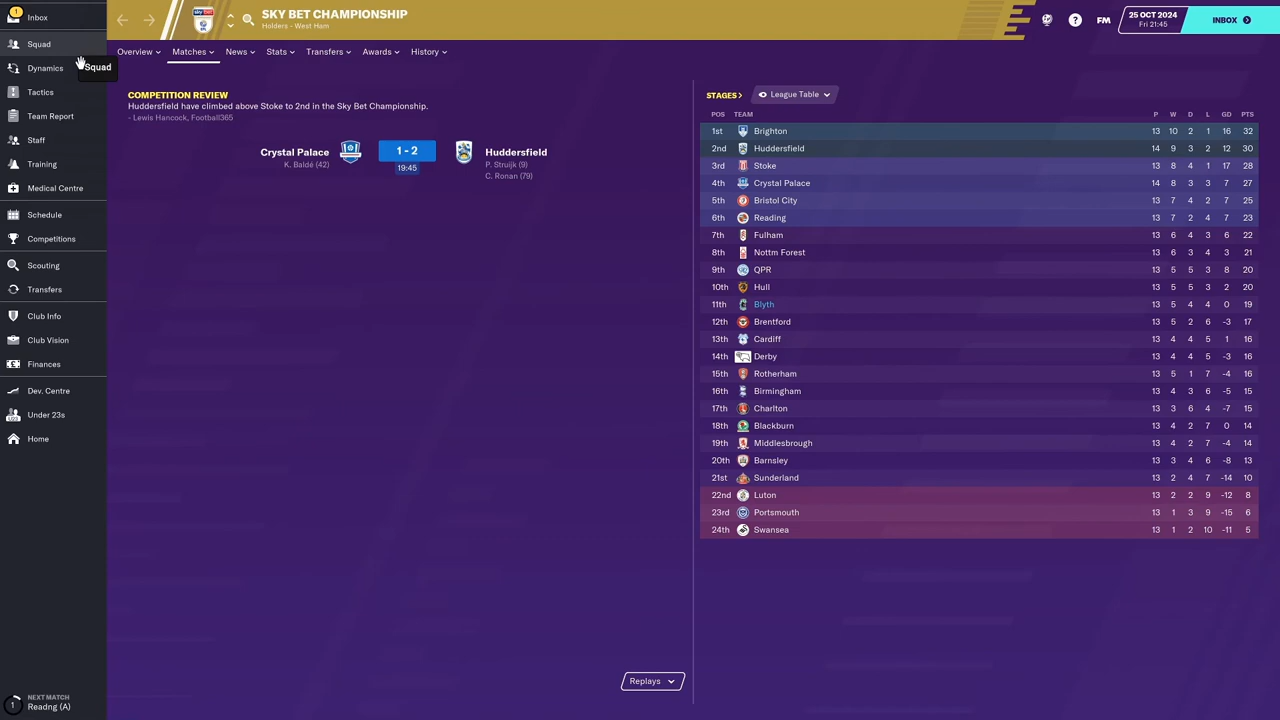 1
Inbox
Squad
Dynamics
Squad
Tactics
Team Report
Staff
Training
Medical Centre
Schedule
Competitions
Scouting
Transfers
Club Info
Club Vision
Finances
Dev. Centre
Under 23s
Home
1 NEXT MATCH
Readng (A)
SKY BET CHAMPIONSHIP
Holders - West Ham
FM
25 OCT 2024
Fri 21:45
INBOX
Overview Matches News Stats Transfers Awards History
COMPETITION REVIEW
Huddersfield have climbed above Stoke to 2nd in the Sky Bet Championship.
- Lewis Hancock, Football365
Crystal Palace 1 - 2 Huddersfield
K. Baldé (42) 19:45 P. Struijk (9)
C. Ronan (79)
Replays
STAGES > League Table
POS TEAM P W D L GD PTS
1st Brighton 13 10 2 1 16 32
2nd Huddersfield 14 9 3 2 12 30
3rd Stoke 13 8 4 1 17 28
4th Crystal Palace 14 8 3 3 7 27
5th Bristol City 13 7 4 2 7 25
6th Reading 13 7 2 4 7 23
7th Fulham 13 6 4 3 6 22
8th Nottm Forest 13 6 3 4 3 21
9th QPR 13 5 5 3 8 20
10th Hull 13 5 5 3 2 20
11th Blyth 13 5 4 4 0 19
12th Brentford 13 5 2 6 -3 17
13th Cardiff 13 4 4 5 1 16
14th Derby 13 4 4 5 -3 16
15th Rotherham 13 5 1 7 -4 16
16th Birmingham 13 4 3 6 -5 15
17th Charlton 13 3 6 4 -7 15
18th Blackburn 13 4 2 7 0 14
19th Middlesbrough 13 4 2 7 -4 14
20th Barnsley 13 3 4 6 -8 13
21st Sunderland 13 2 4 7 -14 10
22nd Luton 13 2 2 9 -12 8
23rd Portsmouth 13 1 3 9 -15 6
24th Swansea 13 1 2 10 -11 5